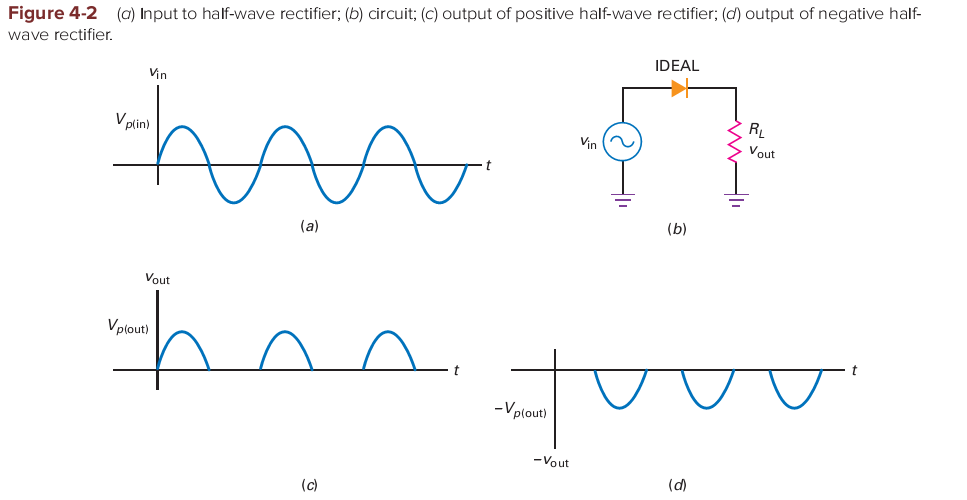 Figure 4-2 (a) Input to half-wave rectifier; (b) circuit; (c) output of positive half-wave rectifier; (d) output of negative half-
wave rectifier.
vin
Vp(in)
t
(a)
IDEAL
vin
RL
vout
(b)
vout
Vp(out)
t
(c)
t
–Vp(out)
–vout
(d)